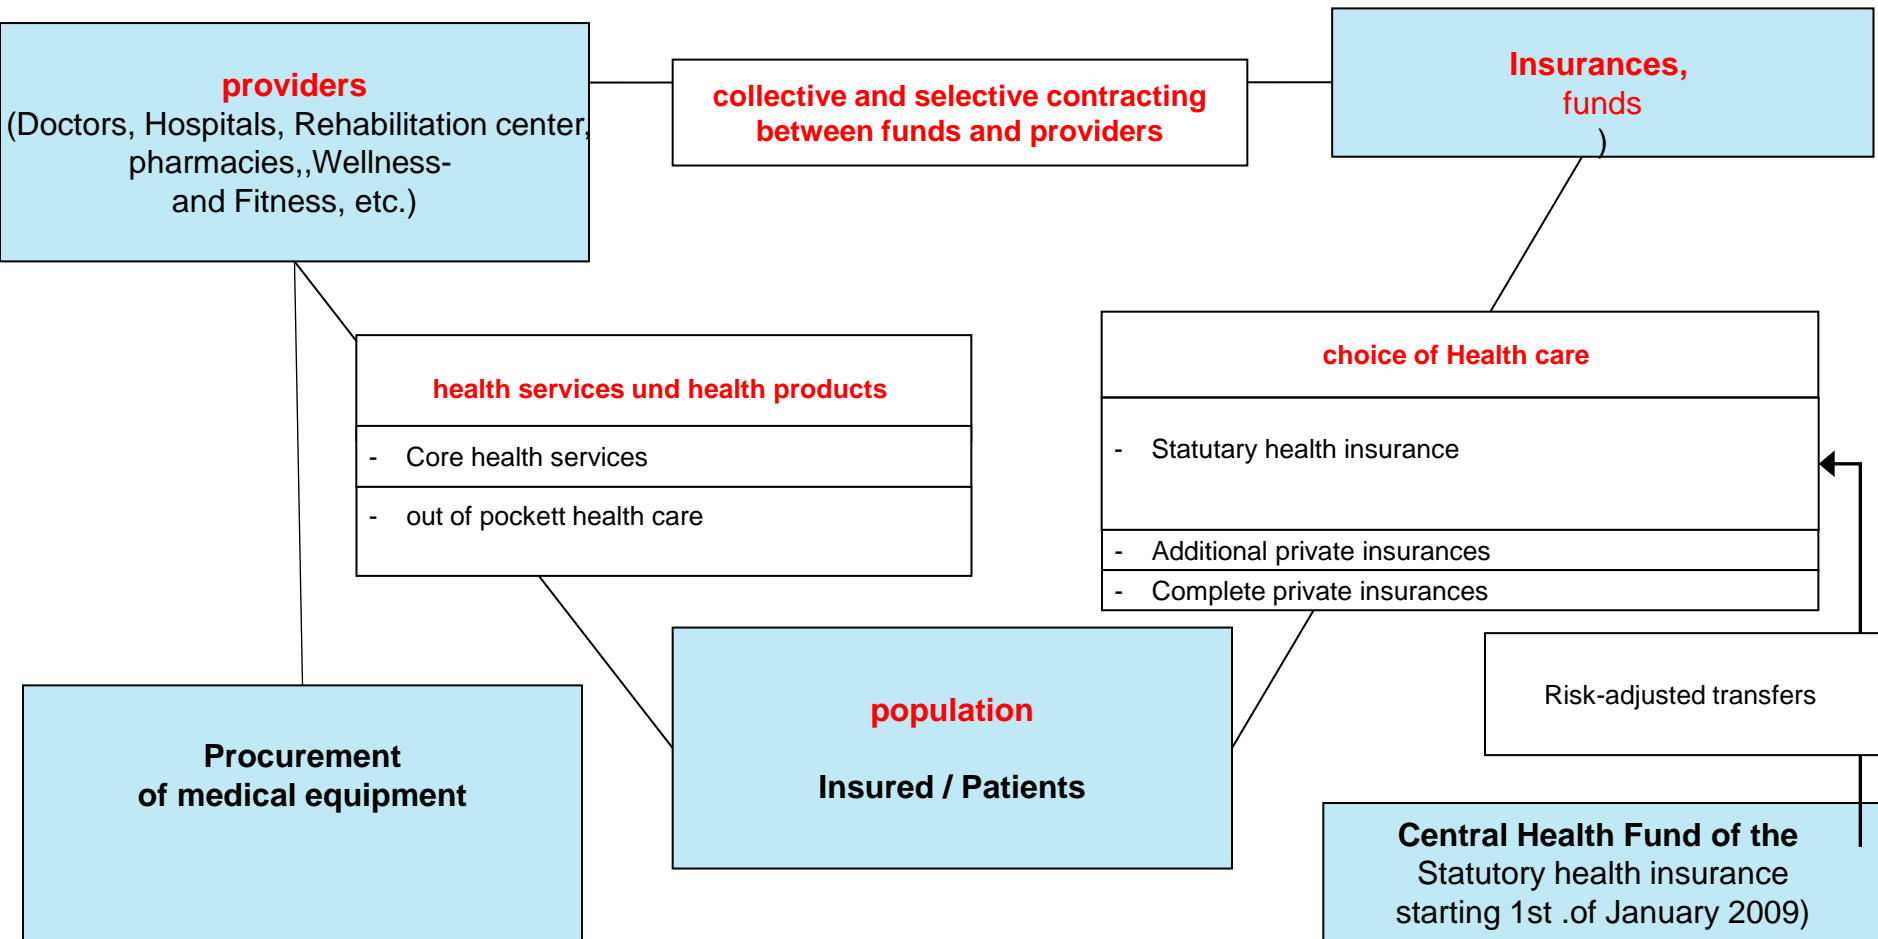 providers
(Doctors, Hospitals, Rehabilitation center,
pharmacies,,Wellness-
and Fitness, etc.)
collective and selective contracting
between funds and providers
Insurances,
funds
)
health services und health products
- Core health services
- out of pockett health care
choice of Health care
- Statutary health insurance
- Additional private insurances
- Complete private insurances
Risk-adjusted transfers
Procurement
of medical equipment
population
Insured / Patients
Central Health Fund of the
Statutory health insurance
starting 1st .of January 2009)